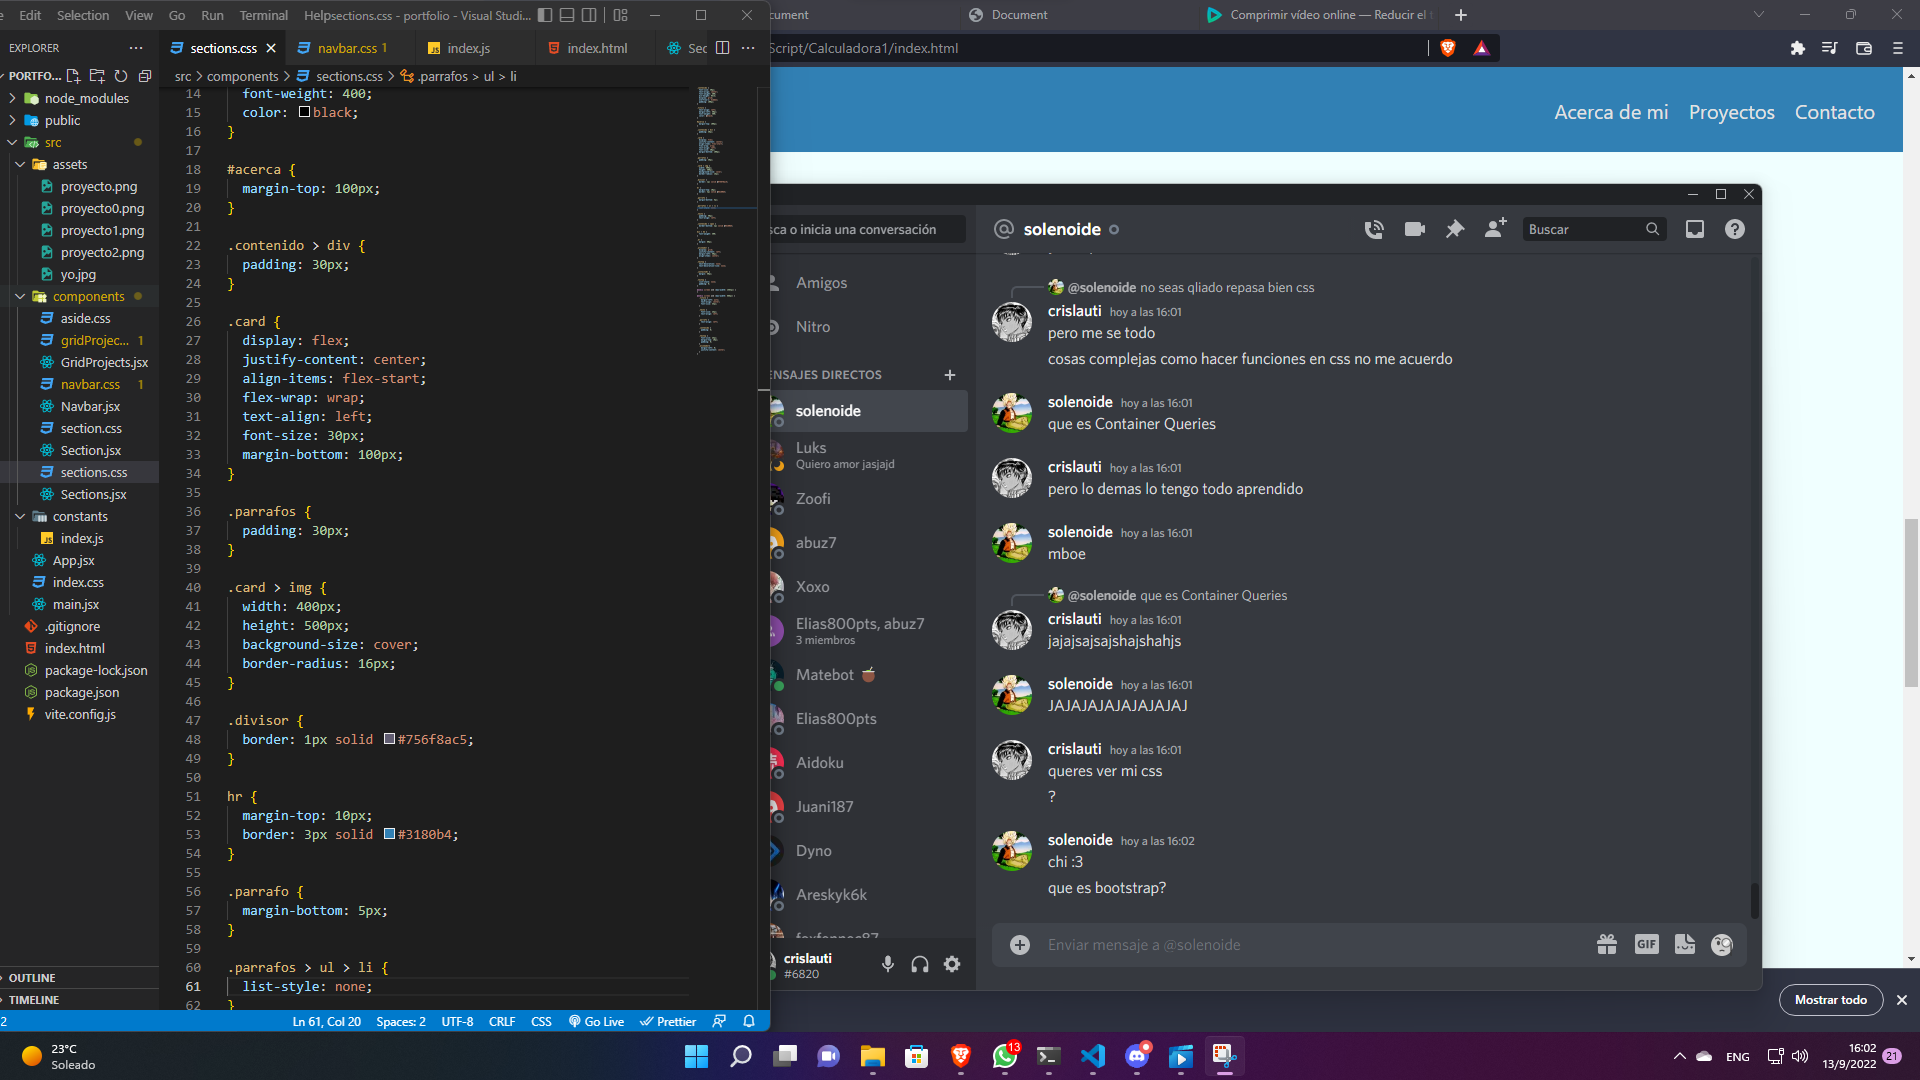 Edit Selection View Go Run Terminal Help
sections.css - portfolio - Visual Studi...
EXPLORER
PORTFO...
node_modules
public
src
assets
proyecto.png
proyecto0.png
proyecto1.png
proyecto2.png
yo.jpg
components
aside.css
gridProjec... 1
GridProjects.jsx
navbar.css 1
Navbar.jsx
section.css
Section.jsx
sections.css
Sections.jsx
constants
index.js
App.jsx
index.css
main.jsx
.gitignore
index.html
package-lock.json
package.json
vite.config.js
OUTLINE
TIMELINE
sections.css
navbar.css 1
index.js
index.html
Sec
src > components > sections.css > .parrafos > ul > li
14 font-weight: 400;
15 color: black;
16 }
17
18 #acerca {
19 margin-top: 100px;
20 }
21
22 .contenido > div {
23 padding: 30px;
24 }
25
26 .card {
27 display: flex;
28 justify-content: center;
29 align-items: flex-start;
30 flex-wrap: wrap;
31 text-align: left;
32 font-size: 30px;
33 margin-bottom: 100px;
34 }
35
36 .parrafos {
37 padding: 30px;
38 }
39
40 .card > img {
41 width: 400px;
42 height: 500px;
43 background-size: cover;
44 border-radius: 16px;
45 }
46
47 .divisor {
48 border: 1px solid #756f8ac5;
49 }
50
51 hr {
52 margin-top: 10px;
53 border: 3px solid #3180b4;
54 }
55
56 .parrafo {
57 margin-bottom: 5px;
58 }
59
60 .parrafos > ul > li {
61 list-style: none;
62 }
2
Ln 61, Col 20
Spaces: 2
UTF-8
CRLF
CSS
Go Live
Prettier
cument
Document
Comprimir vídeo online — Reducir el t
Script/Calculadora1/index.html
Acerca de mi Proyectos Contacto
sca o inicia una conversación
Amigos
Nitro
ENSAJES DIRECTOS
solenoide
Luks
Quiero amor jasjajd
Zoofi
abuz7
Xoxo
Elias800pts, abuz7
3 miembros
Matebot
Elias800pts
Aidoku
Juani187
Dyno
Areskyk6k
foxfennec87
crislauti
#6820
@ solenoide
Buscar
@solenoide no seas qliado repasa bien css
crislauti hoy a las 16:01
pero me se todo
cosas complejas como hacer funciones en css no me acuerdo
solenoide hoy a las 16:01
que es Container Queries
crislauti hoy a las 16:01
pero lo demas lo tengo todo aprendido
solenoide hoy a las 16:01
mboe
@solenoide que es Container Queries
crislauti hoy a las 16:01
jajajsajsajshajshahjs
solenoide hoy a las 16:01
JAJAJAJAJAJAJAJAJ
crislauti hoy a las 16:01
queres ver mi css
?
solenoide hoy a las 16:02
chi :3
que es bootstrap?
Enviar mensaje a @solenoide
GIF
Mostrar todo
23°C
Soleado
13
ENG
16:02
13/9/2022
21